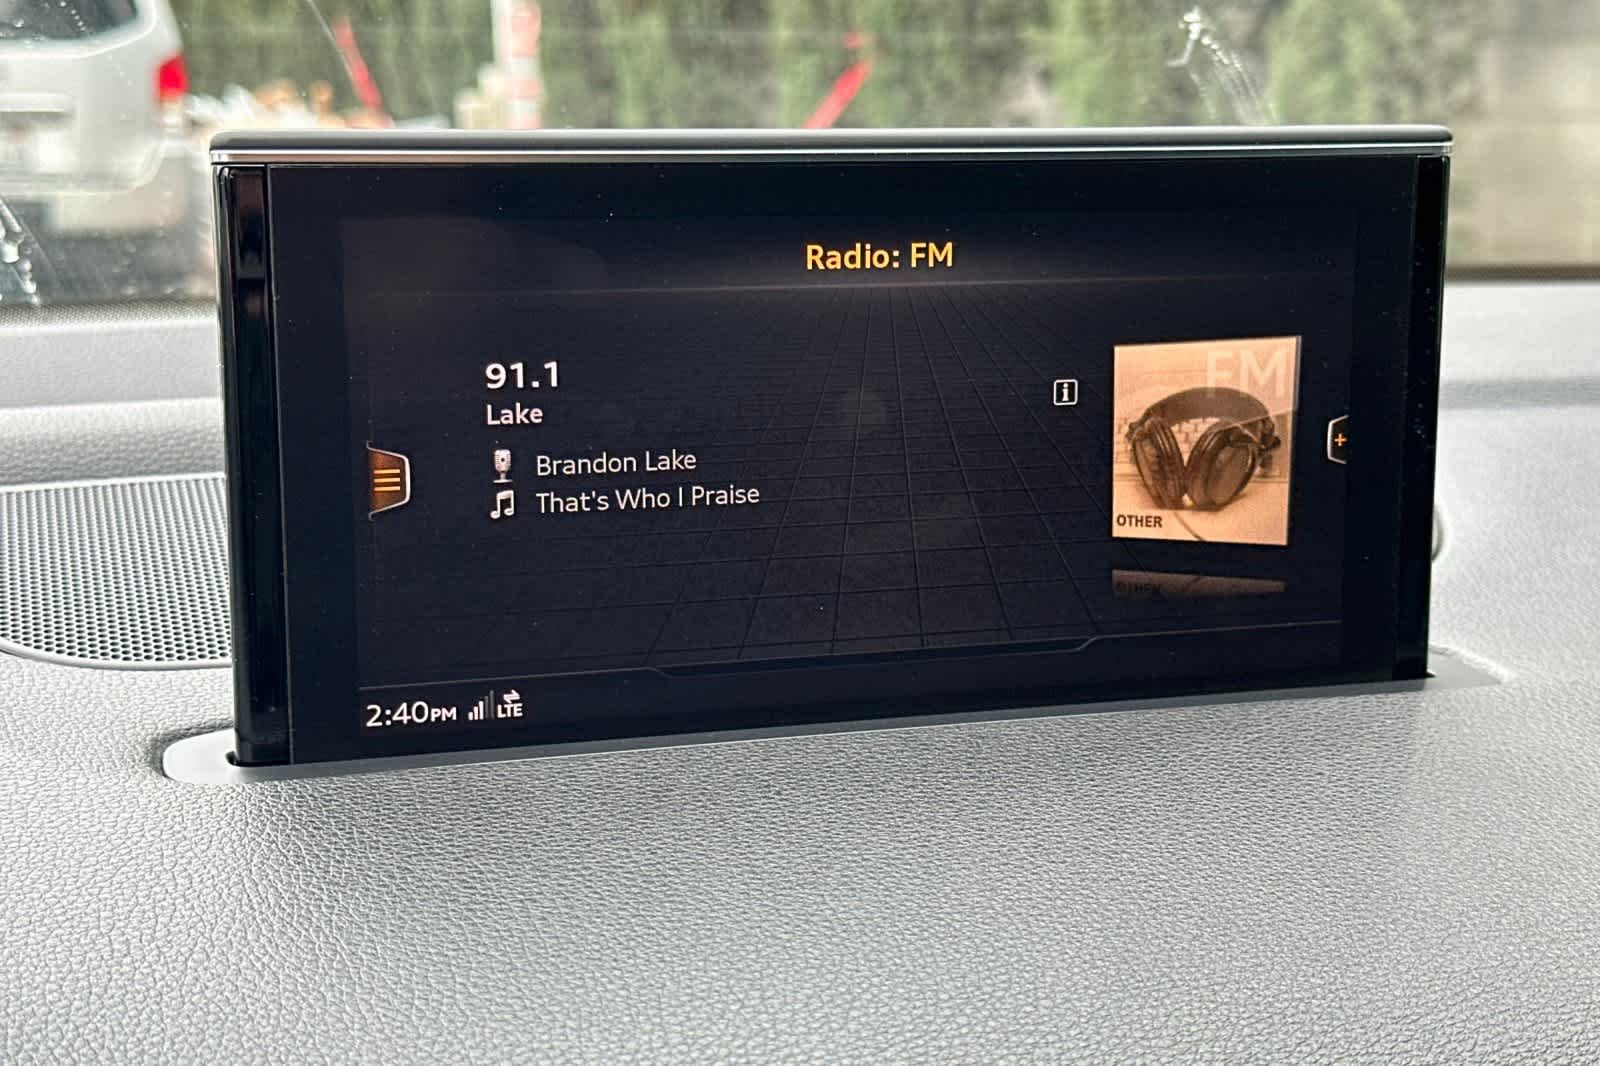 Radio: FM
91.1
Lake
Brandon Lake
That's Who I Praise
FM
OTHER
2:40PM LTE